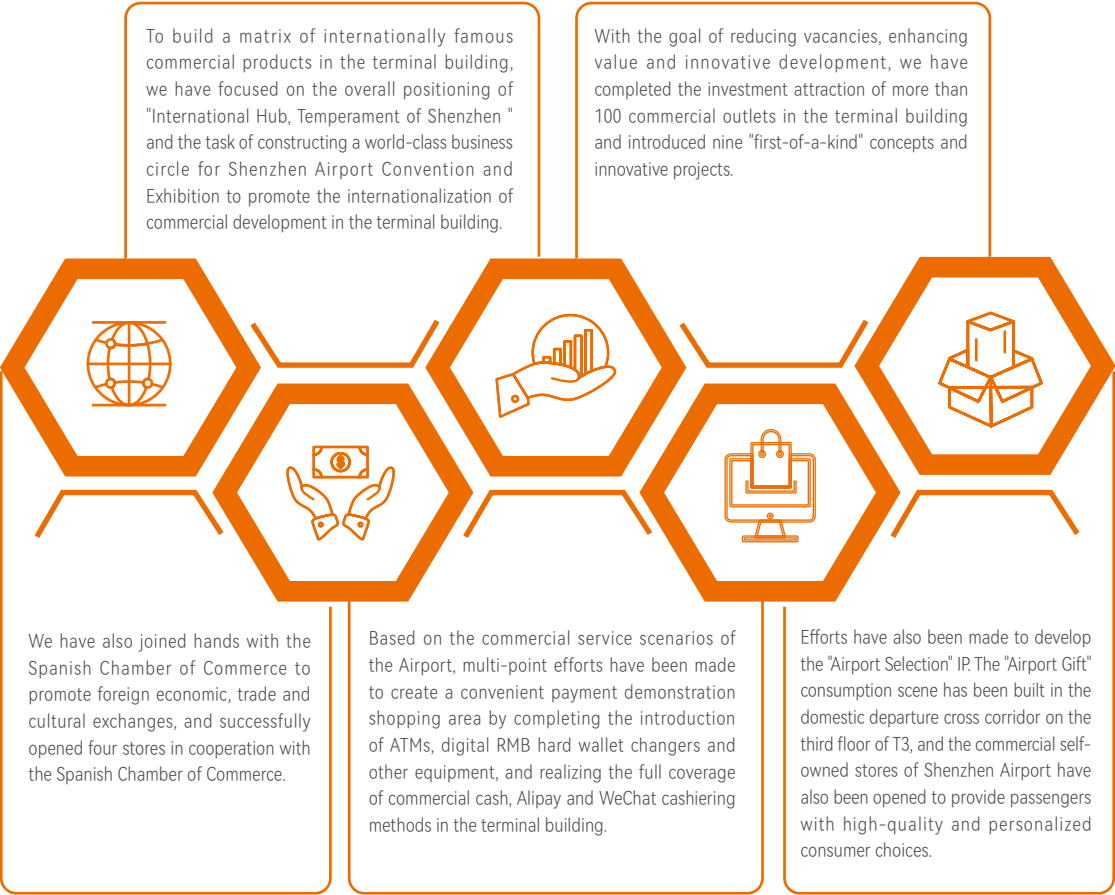 To build a matrix of internationally famous
commercial products in the terminal building,
we have focused on the overall positioning of
"International Hub, Temperament of Shenzhen "
and the task of constructing a world-class business
circle for Shenzhen Airport Convention and
Exhibition to promote the internationalization of
commercial development in the terminal building.
With the goal of reducing vacancies, enhancing
value and innovative development, we have
completed the investment attraction of more than
100 commercial outlets in the terminal building
and introduced nine "first-of-a-kind" concepts and
innovative projects.
We have also joined hands with the
Spanish Chamber of Commerce to
promote foreign economic, trade and
cultural exchanges, and successfully
opened four stores in cooperation with
the Spanish Chamber of Commerce.
Based on the commercial service scenarios of
the Airport, multi-point efforts have been made
to create a convenient payment demonstration
shopping area by completing the introduction
of ATMs, digital RMB hard wallet changers and
other equipment, and realizing the full coverage
of commercial cash, Alipay and WeChat cashiering
methods in the terminal building.
Efforts have also been made to develop
the "Airport Selection" IP. The "Airport Gift"
consumption scene has been built in the
domestic departure cross corridor on the
third floor of T3, and the commercial self-
owned stores of Shenzhen Airport have
also been opened to provide passengers
with high-quality and personalized
consumer choices.